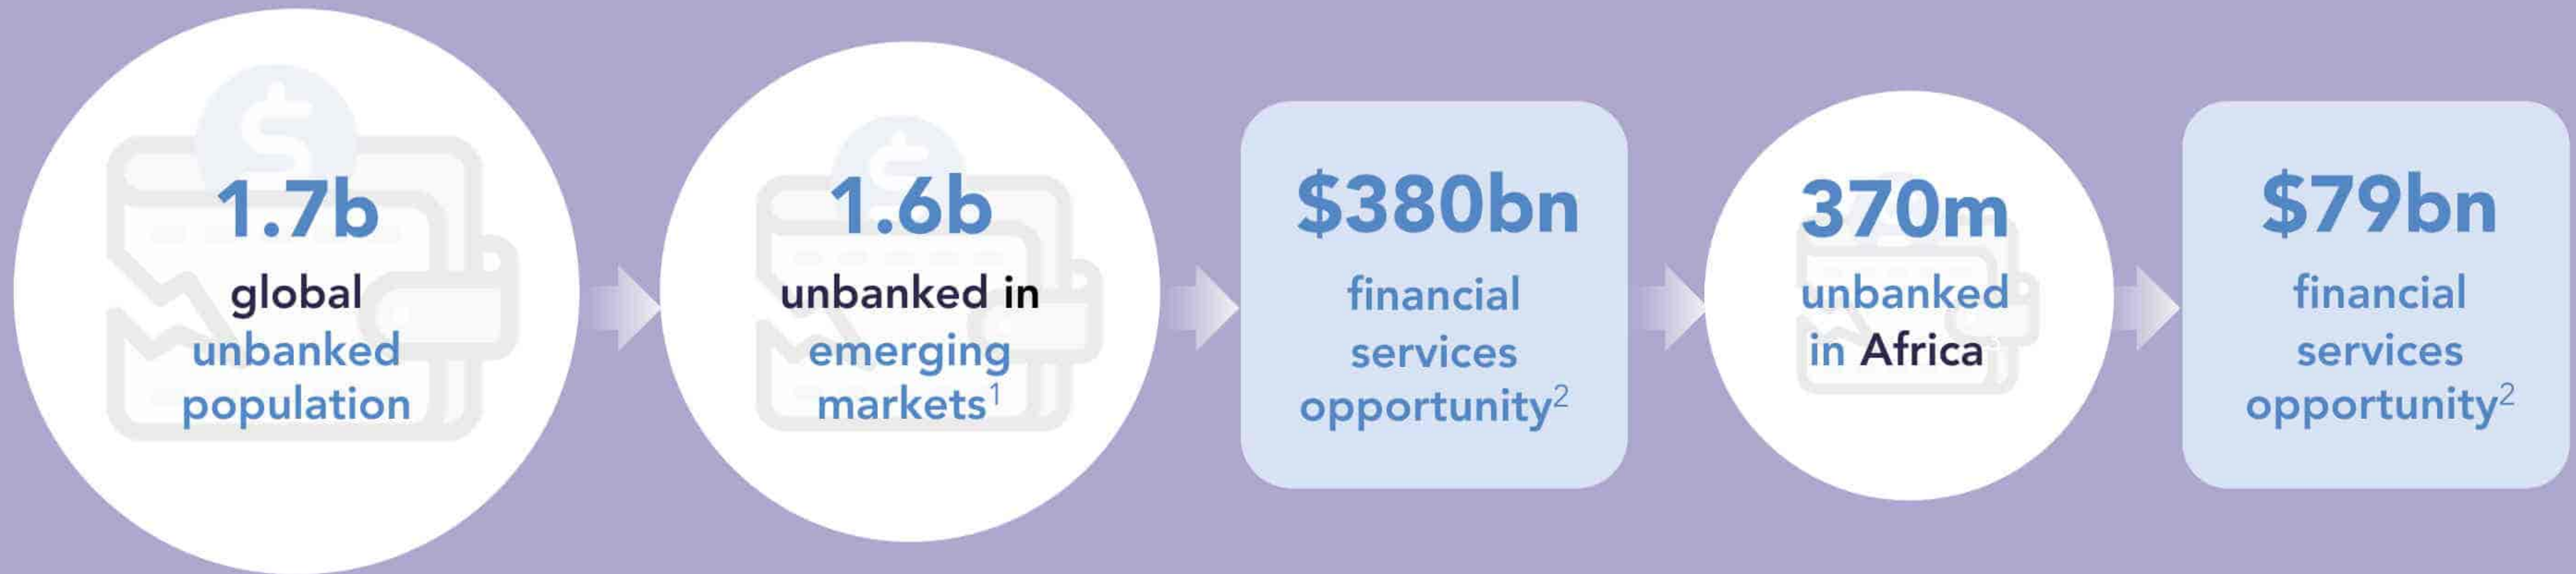 1.7b
global
unbanked
population
1.6b
unbanked in
emerging
markets¹
$380bn
financial
services
opportunity²
370m
unbanked
in Africa³
$79bn
financial
services
opportunity²